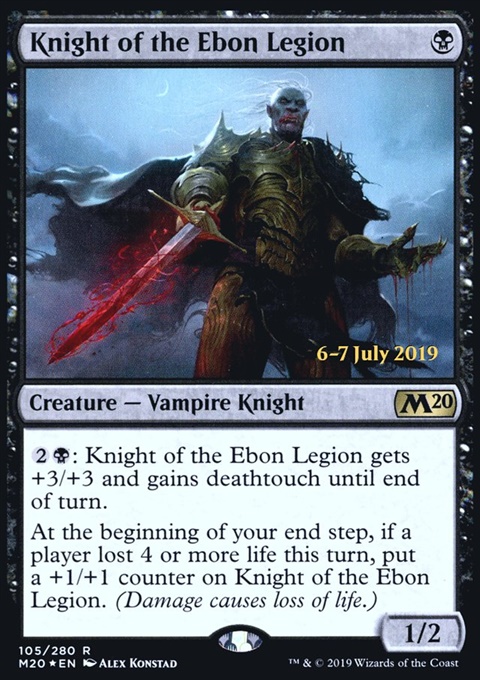 Knight of the Ebon Legion
6–7 July 2019
Creature — Vampire Knight
M20
2: Knight of the Ebon Legion gets
+3/+3 and gains deathtouch until end
of turn.
At the beginning of your end step, if a
player lost 4 or more life this turn, put
a +1/+1 counter on Knight of the Ebon
Legion. (Damage causes loss of life.)
1/2
105/280 R
M20 ★ EN Alex Konstad
™ & © 2019 Wizards of the Coast